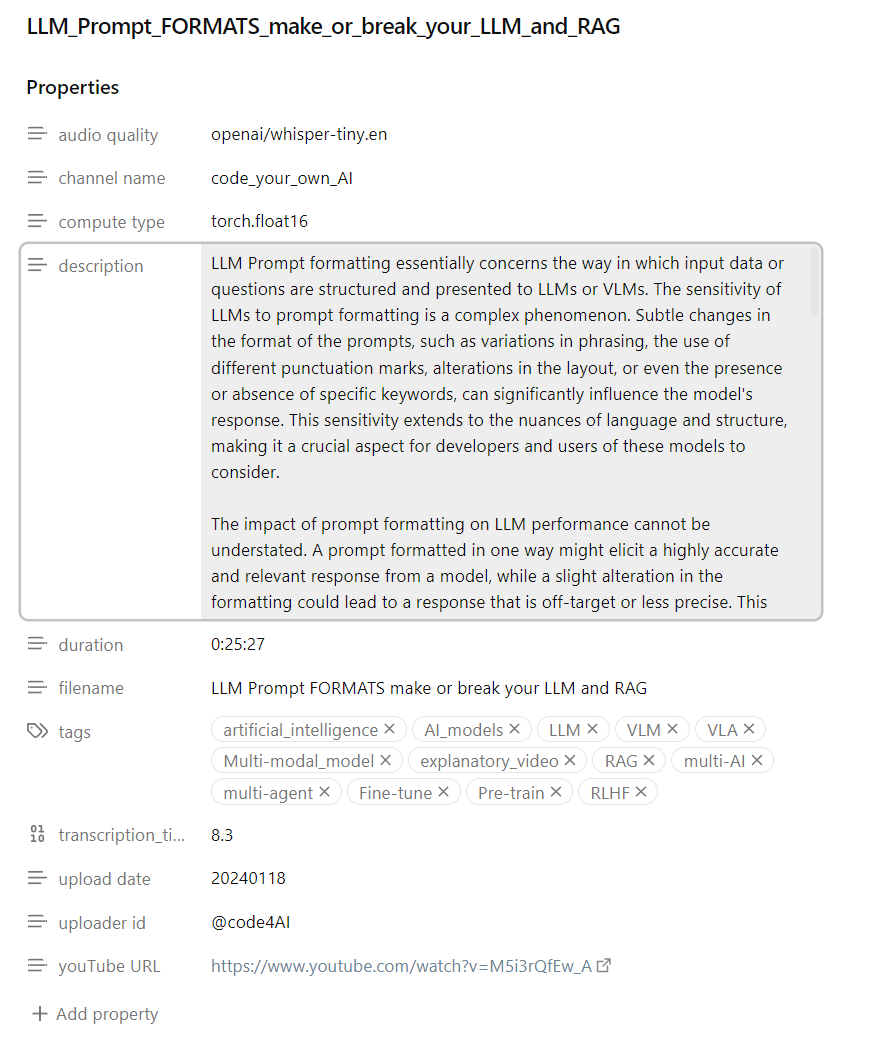 LLM_Prompt_FORMATS_make_or_break_your_LLM_and_RAG
Properties
audio quality openai/whisper-tiny.en
channel name code_your_own_AI
compute type torch.float16
description LLM Prompt formatting essentially concerns the way in which input data or
questions are structured and presented to LLMs or VLMs. The sensitivity of
LLMs to prompt formatting is a complex phenomenon. Subtle changes in
the format of the prompts, such as variations in phrasing, the use of
different punctuation marks, alterations in the layout, or even the presence
or absence of specific keywords, can significantly influence the model's
response. This sensitivity extends to the nuances of language and structure,
making it a crucial aspect for developers and users of these models to
consider.
The impact of prompt formatting on LLM performance cannot be
understated. A prompt formatted in one way might elicit a highly accurate
and relevant response from a model, while a slight alteration in the
formatting could lead to a response that is off-target or less precise. This
duration 0:25:27
filename LLM Prompt FORMATS make or break your LLM and RAG
tags artificial_intelligence × AI_models × LLM × VLM × VLA ×
Multi-modal_model × explanatory_video × RAG × multi-AI ×
multi-agent × Fine-tune × Pre-train × RLHF ×
transcription_ti... 8.3
upload date 20240118
uploader id @code4AI
youTube URL https://www.youtube.com/watch?v=M5i3rQfEw_A
+ Add property